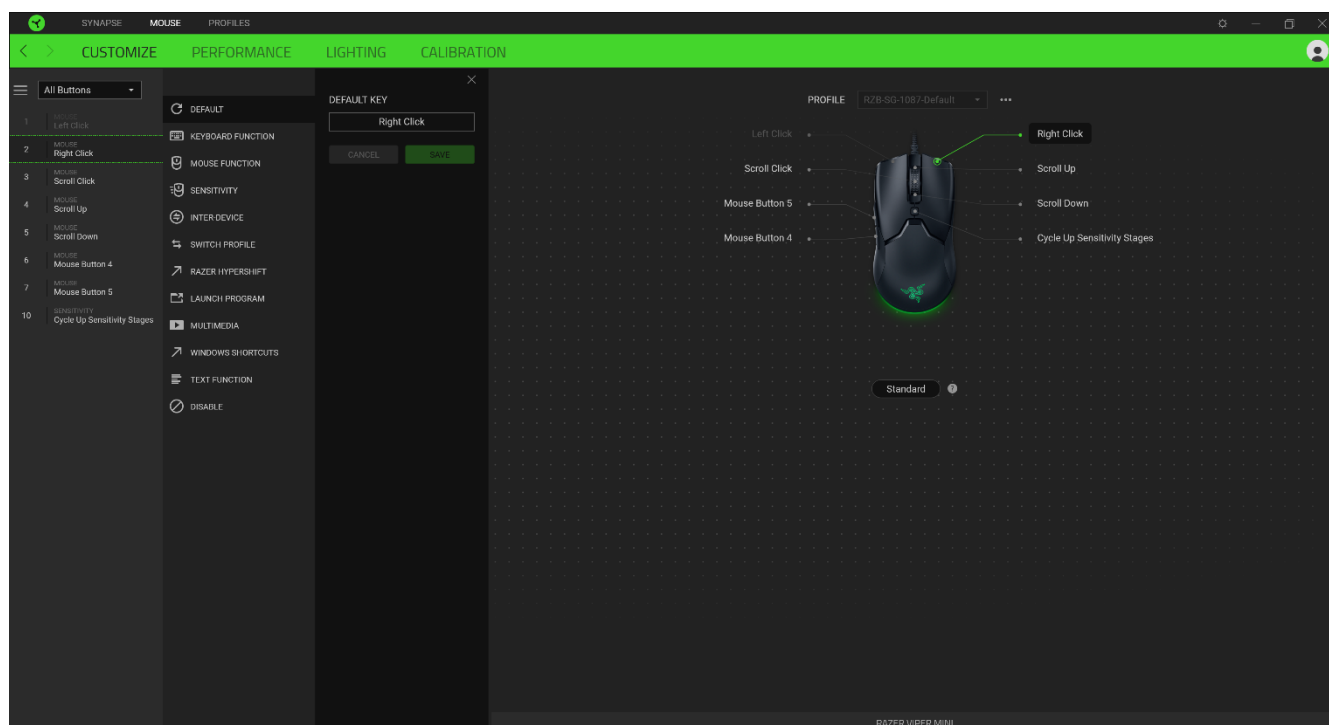 SYNAPSE MOUSE PROFILES
CUSTOMIZE PERFORMANCE LIGHTING CALIBRATION
All Buttons
1 MOUSE
Left Click
2 MOUSE
Right Click
3 MOUSE
Scroll Click
4 MOUSE
Scroll Up
5 MOUSE
Scroll Down
6 MOUSE
Mouse Button 4
7 MOUSE
Mouse Button 5
10 SENSITIVITY
Cycle Up Sensitivity Stages
DEFAULT
KEYBOARD FUNCTION
MOUSE FUNCTION
SENSITIVITY
INTER-DEVICE
SWITCH PROFILE
RAZER HYPERSHIFT
LAUNCH PROGRAM
MULTIMEDIA
WINDOWS SHORTCUTS
TEXT FUNCTION
DISABLE
DEFAULT KEY
Right Click
CANCEL SAVE
PROFILE RZB-SG-1087-Default
Left Click Right Click
Scroll Click Scroll Up
Mouse Button 5 Scroll Down
Mouse Button 4 Cycle Up Sensitivity Stages
Standard ?
RAZER VIPER MINI